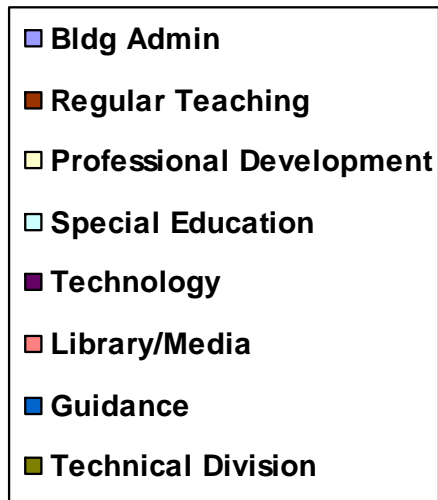 Bldg Admin
Regular Teaching
Professional Development
Special Education
Technology
Library/Media
Guidance
Technical Division